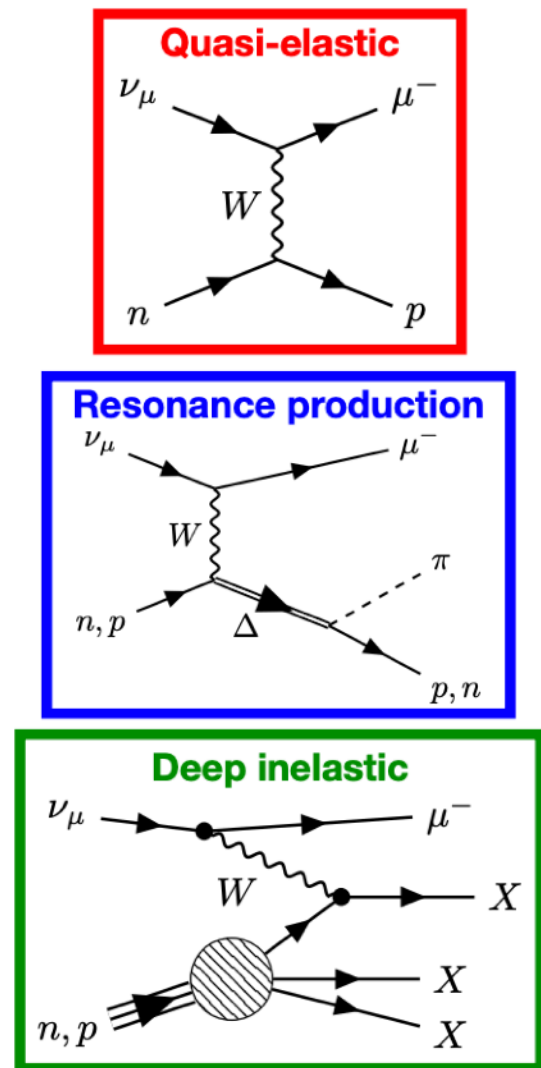 Quasi-elastic
νμ μ−
W
n p
Resonance production
νμ μ−
W
π
n, p Δ
p, n
Deep inelastic
νμ μ−
W X
X
n, p X